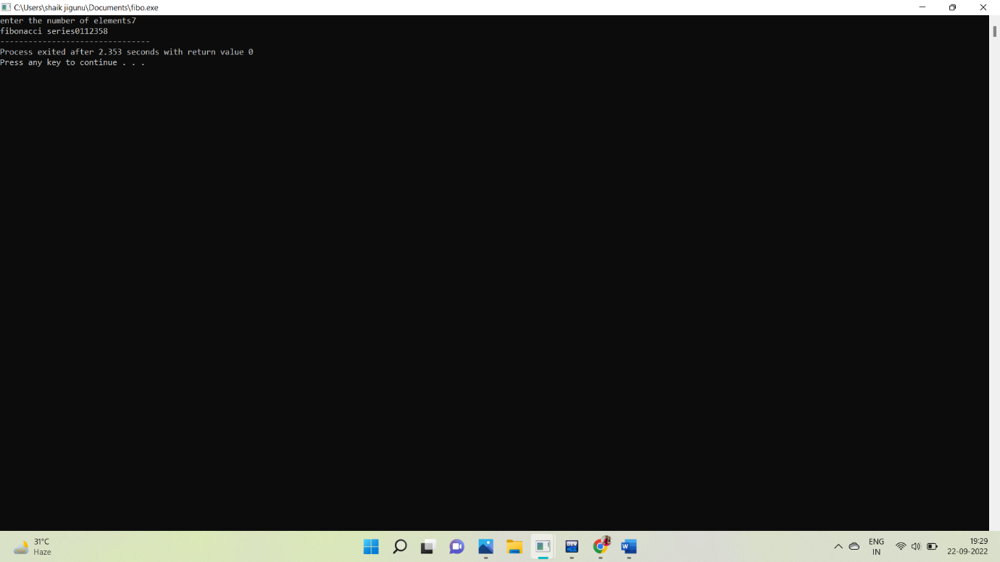 C:\Users\shaik jigunu\Documents\fibo.exe
enter the number of elements7
fibonacci series0112358
--------------------------------
Process exited after 2.353 seconds with return value 0
Press any key to continue . . .
31°C
Haze
DEV
W
ENG
IN
19:29
22-09-2022